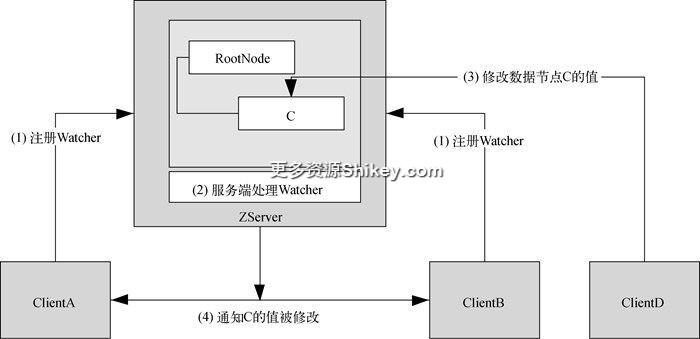 RootNode
(3) 修改数据节点C的值
C
(1) 注册Watcher
(1) 注册Watcher
更多资源Shikey.com
(2) 服务端处理Watcher
ZServer
ClientA
ClientB
ClientD
(4) 通知C的值被修改